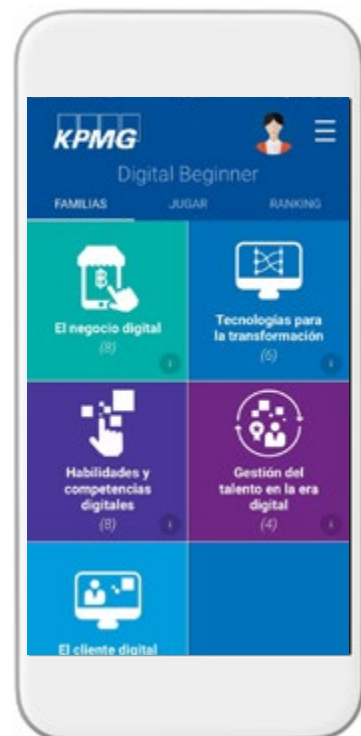 KPMG
Digital Beginner
FAMILIAS JUGAR RANKING
El negocio digital
(8)
i
Tecnologías para
la transformación
(6)
i
Habilidades y
competencias
digitales
(8)
i
Gestión del
talento en la era
digital
(4)
i
El cliente digital